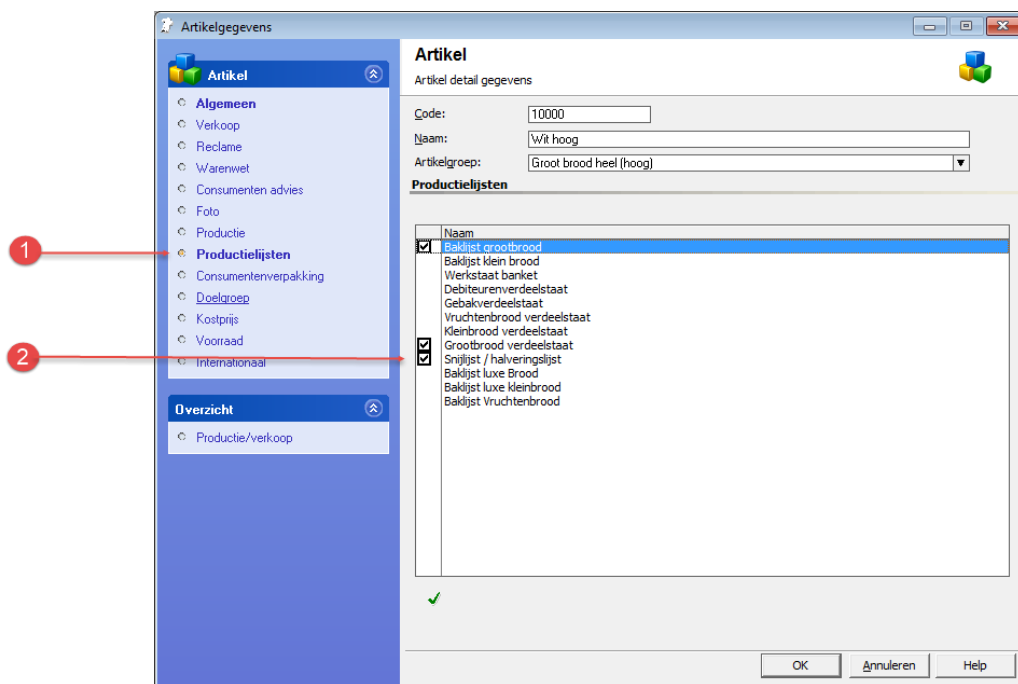 Artikelgegevens
Artikel
Algemeen
Verkoop
Reclame
Warenwet
Consumenten advies
Foto
Productie
1
Productielijsten
Consumentenverpakking
Doelgroep
Kostprijs
Voorraad
2
Internationaal
Overzicht
Productie/verkoop
Artikel
Artikel detail gegevens
Code: 10000
Naam: Wit hoog
Artikelgroep: Groot brood heel (hoog)
Productielijsten
Naam
Baklijst grootbrood
Baklijst klein brood
Werkstaat banket
Debiteurenverdeelstaat
Gebakverdeelstaat
Vruchtenbrood verdeelstaat
Kleinbrood verdeelstaat
Grootbrood verdeelstaat
Snijlijst / halveringslijst
Baklijst luxe Brood
Baklijst luxe kleinbrood
Baklijst Vruchtenbrood
OK Annuleren Help